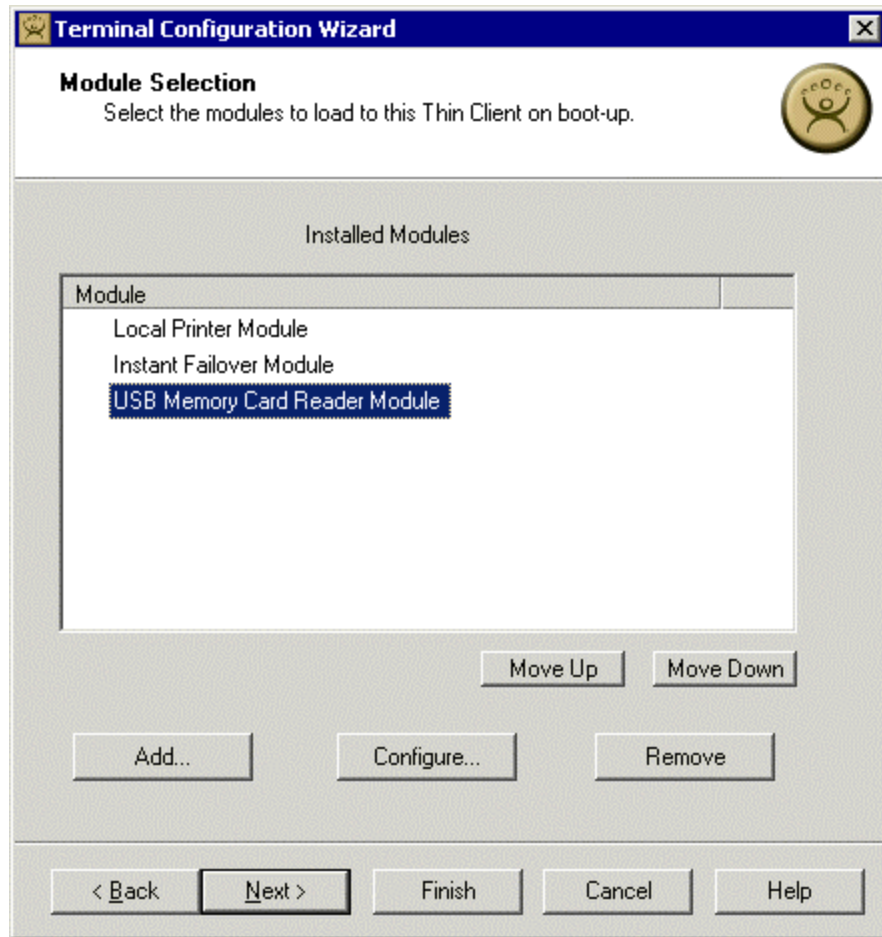 Terminal Configuration Wizard
Module Selection
Select the modules to load to this Thin Client on boot-up.
Installed Modules
Module
Local Printer Module
Instant Failover Module
USB Memory Card Reader Module
Move Up Move Down
Add... Configure... Remove
< Back Next > Finish Cancel Help